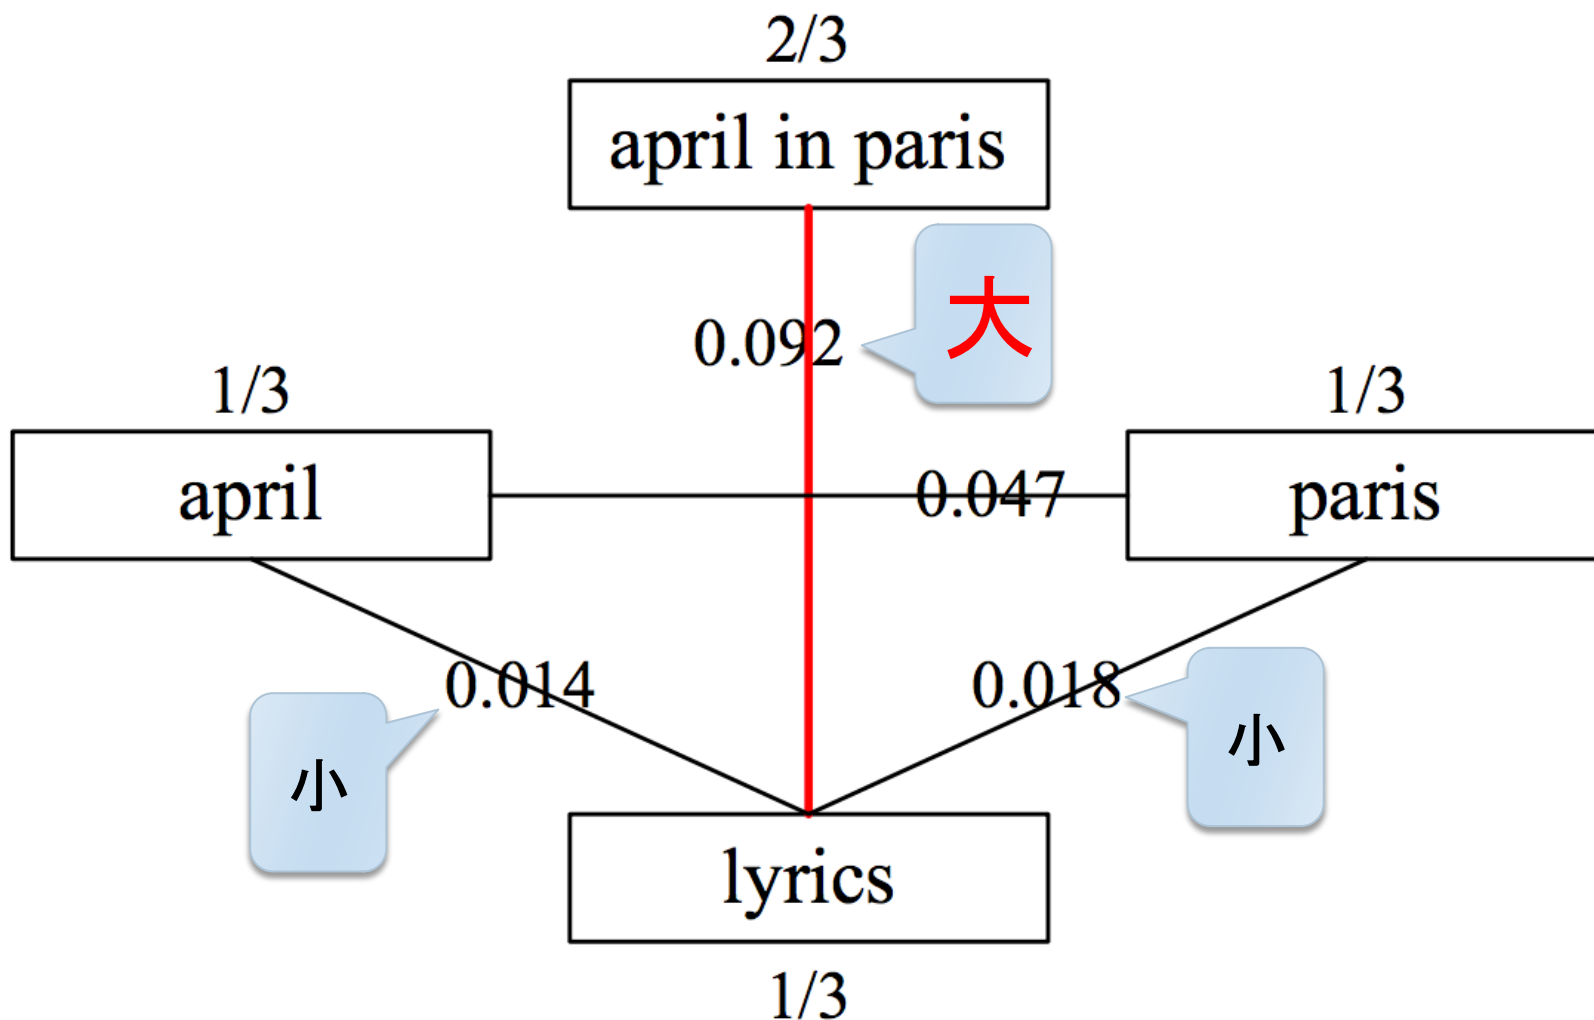 2/3
april in paris
大
0.092
1/3
1/3
april
0.047
paris
0.014
0.018
小
小
lyrics
1/3